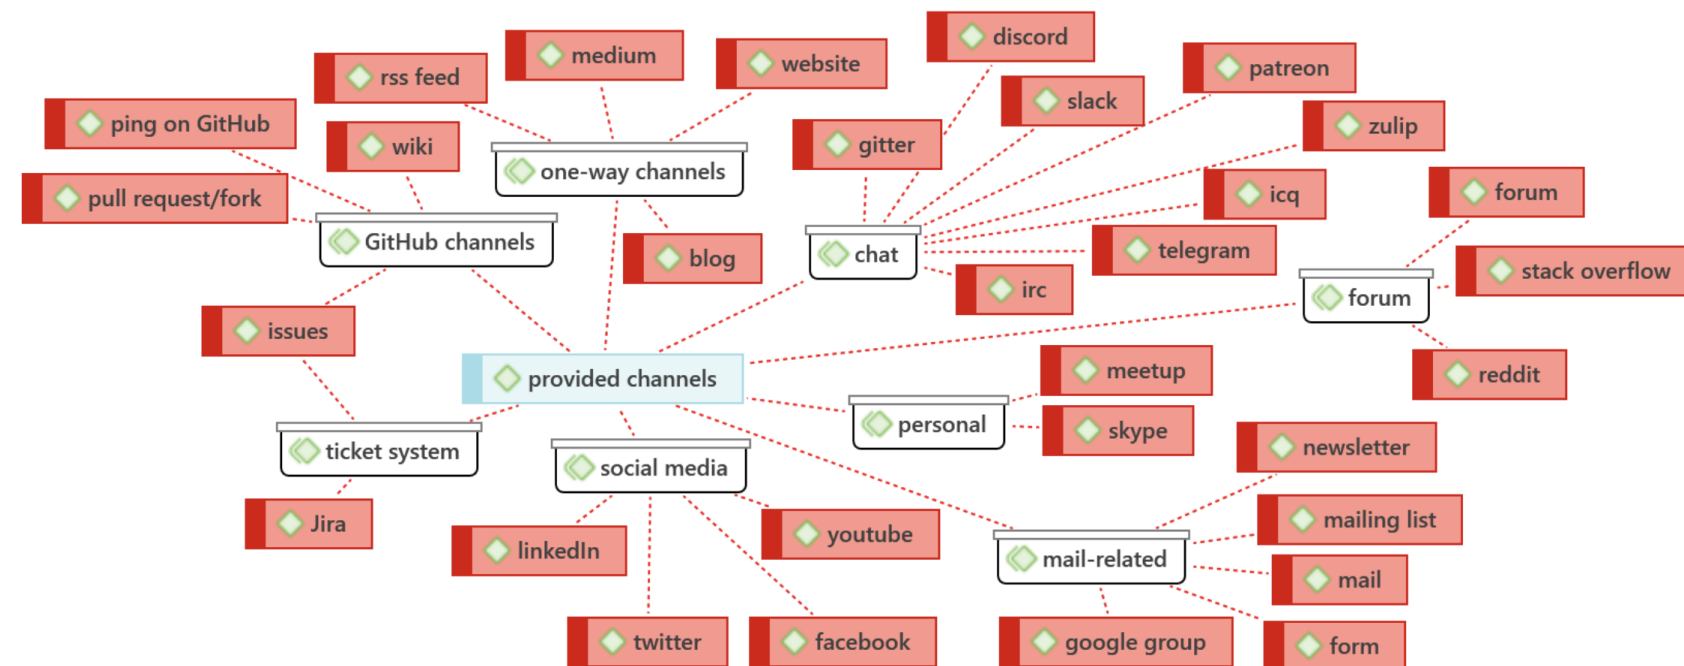 discord
medium
patreon
website
rss feed
slack
ping on GitHub
zulip
gitter
wiki
one-way channels
forum
icq
pull request/fork
GitHub channels
telegram
chat
blog
stack overflow
irc
forum
issues
meetup
reddit
provided channels
personal
skype
newsletter
ticket system
social media
mailing list
Jira
youtube
linkedIn
mail-related
mail
twitter
facebook
google group
form